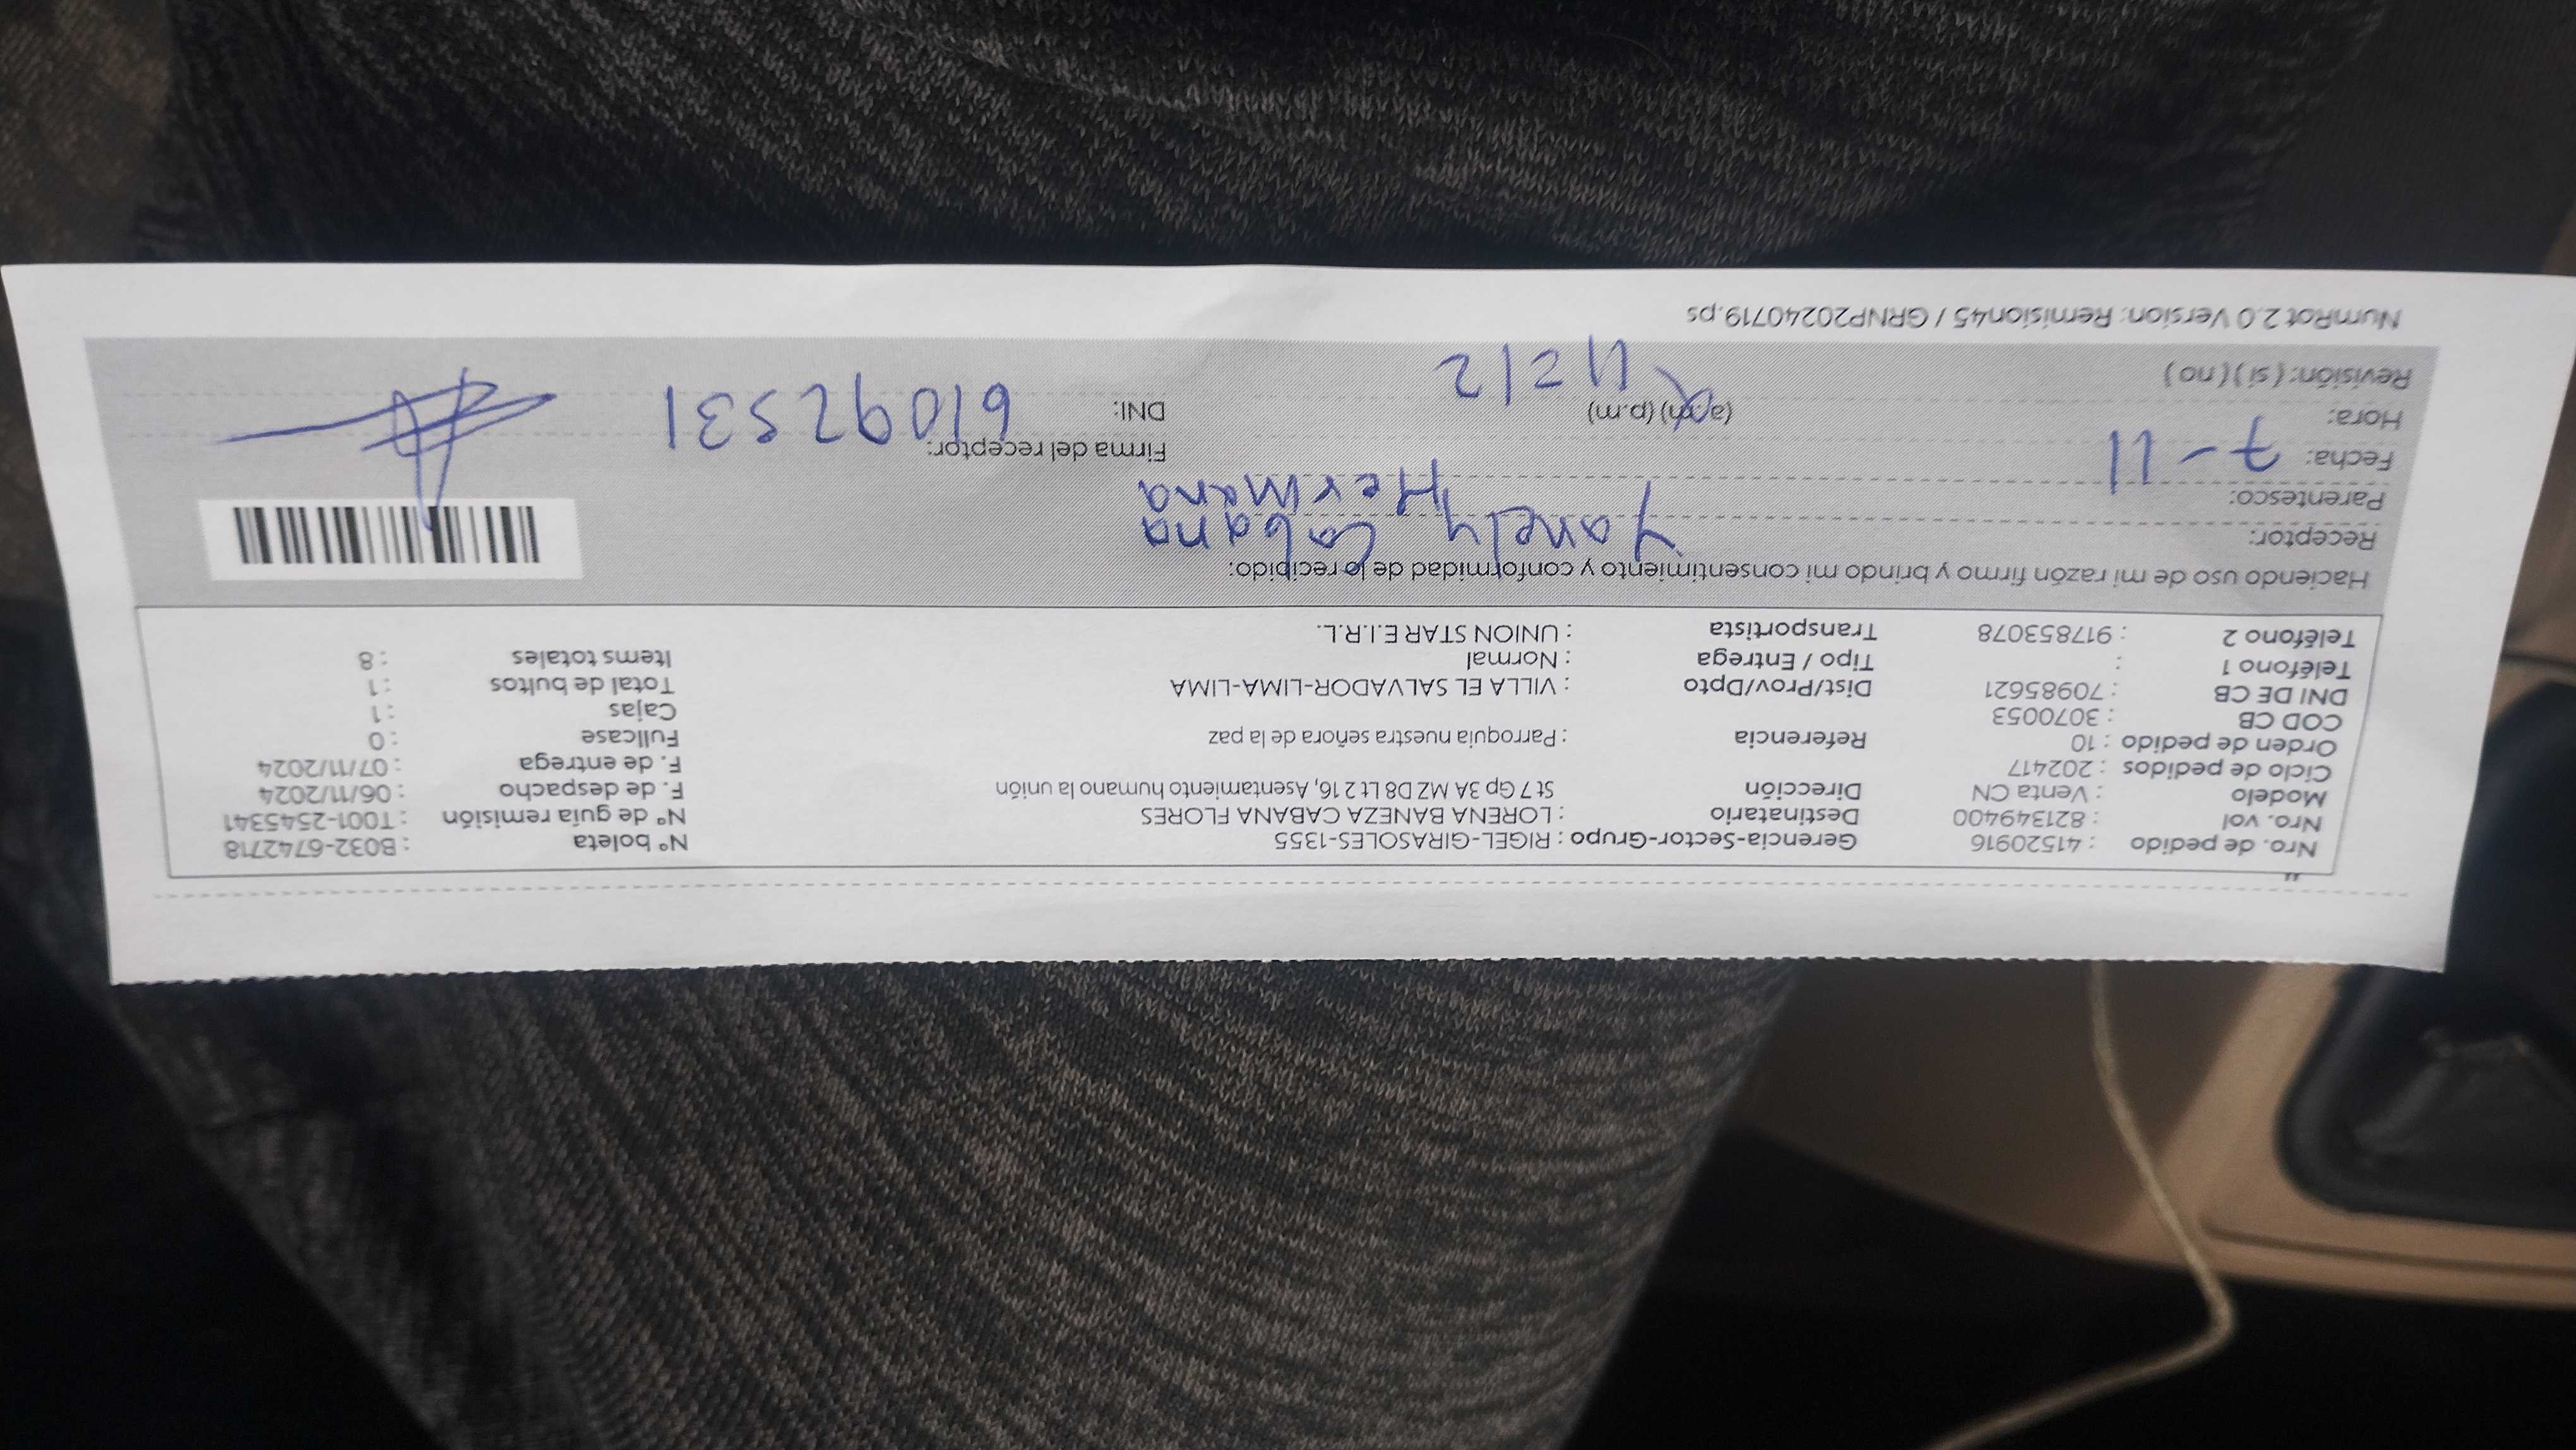 Nro. de pedido : 41520916 Gerencia-Sector-Grupo : RIGEL-GIRASOLES-1355 N° boleta : B032-6742718
Nro. vol : 821349400 Destinatario : LORENA BANEZA CABANA FLORES N° de guía remisión : T001-2545341
Modelo : Venta CN Dirección St 7 Gp 3A MZ D8 Lt 2 16, Asentamiento humano la unión F. de despacho : 06/11/2024
Ciclo de pedidos : 202417 F. de entrega : 07/11/2024
Orden de pedido : 10 Referencia : Parroquia nuestra señora de la paz Fullcase : 0
COD CB : 3070053 Cajas : 1
DNI DE CB : 70985621 Dist/Prov/Dpto : VILLA EL SALVADOR-LIMA-LIMA Total de bultos : 1
Teléfono 1 : Tipo / Entrega : Normal Items totales : 8
Teléfono 2 : 917853078 Transportista : UNION STAR E.I.R.L.
Haciendo uso de mi razón firmo y brindo mi consentimiento y conformidad de lo recibido:
Receptor: Yanely Cabana
Parentesco: Hermana
Fecha: 7-11 Firma del receptor:
Hora: (a.m) (p.m) DNI: 61092531
Revisión: ( sí ) ( no ) 11=12
NumRot 2.0 Version: Remision45 / GRNP20240719.ps